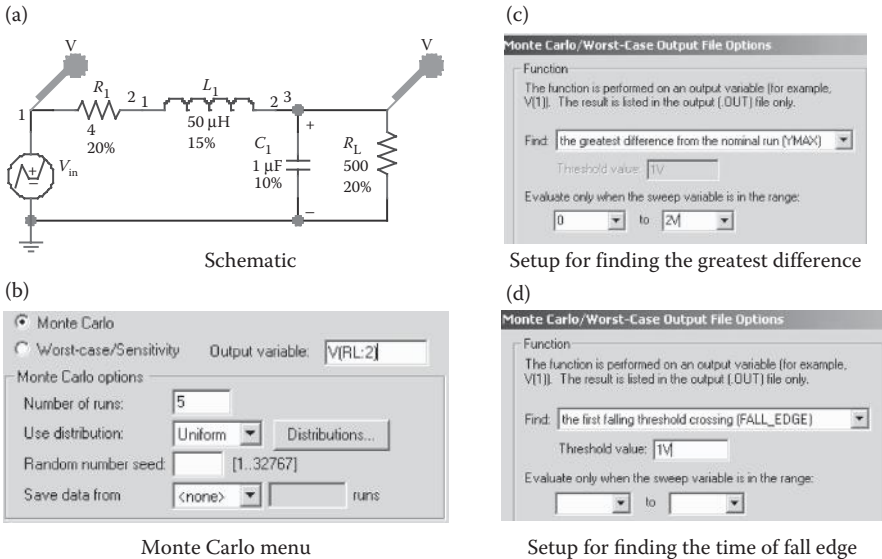 (a)
V
V
R1
L1
1
2
1
2
3
4
20%
50 µH
15%
+
C1
1 µF
10%
RL
500
20%
Vin
+
−
−
Schematic
(b)
Monte Carlo
Worst-case/Sensitivity Output variable: V(RL:2)
Monte Carlo options
Number of runs: 5
Use distribution: Uniform Distributions...
Random number seed: [1..32767]
Save data from <none> runs
Monte Carlo menu
(c)
Monte Carlo/Worst-Case Output File Options
Function
The function is performed on an output variable (for example,
V(1)). The result is listed in the output (.OUT) file only.
Find: the greatest difference from the nominal run (YMAX)
Threshold value: 1V
Evaluate only when the sweep variable is in the range:
0 to 2V
Setup for finding the greatest difference
(d)
Monte Carlo/Worst-Case Output File Options
Function
The function is performed on an output variable (for example,
V(1)). The result is listed in the output (.OUT) file only.
Find: the first falling threshold crossing (FALL_EDGE)
Threshold value: 1V
Evaluate only when the sweep variable is in the range:
to
Setup for finding the time of fall edge